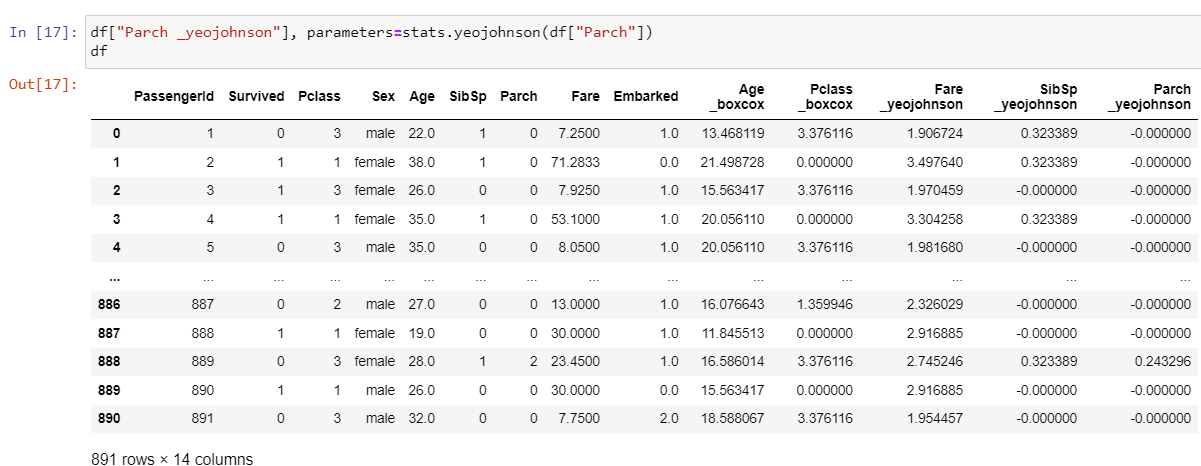 In [17]: df["Parch _yeojohnson"], parameters=stats.yeojohnson(df["Parch"])
df
Out[17]:
PassengerId Survived Pclass Sex Age SibSp Parch Fare Embarked Age _boxcox Pclass _boxcox Fare _yeojohnson SibSp _yeojohnson Parch _yeojohnson
0 1 0 3 male 22.0 1 0 7.2500 1.0 13.468119 3.376116 1.906724 0.323389 -0.000000
1 2 1 1 female 38.0 1 0 71.2833 0.0 21.498728 0.000000 3.497640 0.323389 -0.000000
2 3 1 3 female 26.0 0 0 7.9250 1.0 15.563417 3.376116 1.970459 -0.000000 -0.000000
3 4 1 1 female 35.0 1 0 53.1000 1.0 20.056110 0.000000 3.304258 0.323389 -0.000000
4 5 0 3 male 35.0 0 0 8.0500 1.0 20.056110 3.376116 1.981680 -0.000000 -0.000000
... ... ... ... ... ... ... ... ... ... ... ... ... ... ...
886 887 0 2 male 27.0 0 0 13.0000 1.0 16.076643 1.359946 2.326029 -0.000000 -0.000000
887 888 1 1 female 19.0 0 0 30.0000 1.0 11.845513 0.000000 2.916885 -0.000000 -0.000000
888 889 0 3 female 28.0 1 2 23.4500 1.0 16.586014 3.376116 2.745246 0.323389 0.243296
889 890 1 1 male 26.0 0 0 30.0000 0.0 15.563417 0.000000 2.916885 -0.000000 -0.000000
890 891 0 3 male 32.0 0 0 7.7500 2.0 18.588067 3.376116 1.954457 -0.000000 -0.000000
891 rows × 14 columns